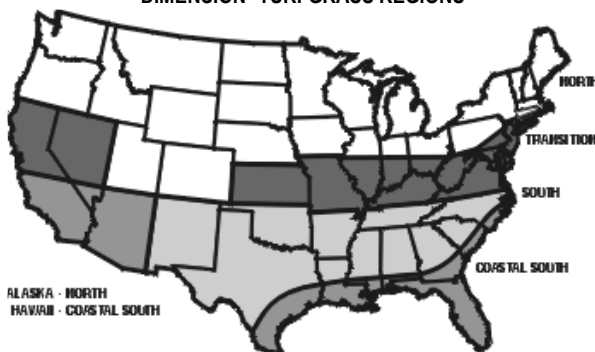 DIMENSION* TURFGRASS REGIONS
NORTH
TRANSITION
SOUTH
COASTAL SOUTH
ALASKA - NORTH
HAWAII - COASTAL SOUTH